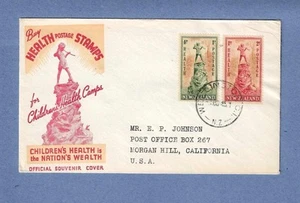 Buy
HEALTH POSTAGE STAMPS
for
Children's Health Camps
CHILDREN'S HEALTH is
the NATION'S WEALTH
OFFICIAL SOUVENIR COVER
NEW ZEALAND
NEW ZEALAND
N.Z.
MR. E. P. JOHNSON
POST OFFICE BOX 267
MORGAN HILL, CALIFORNIA
U.S.A.